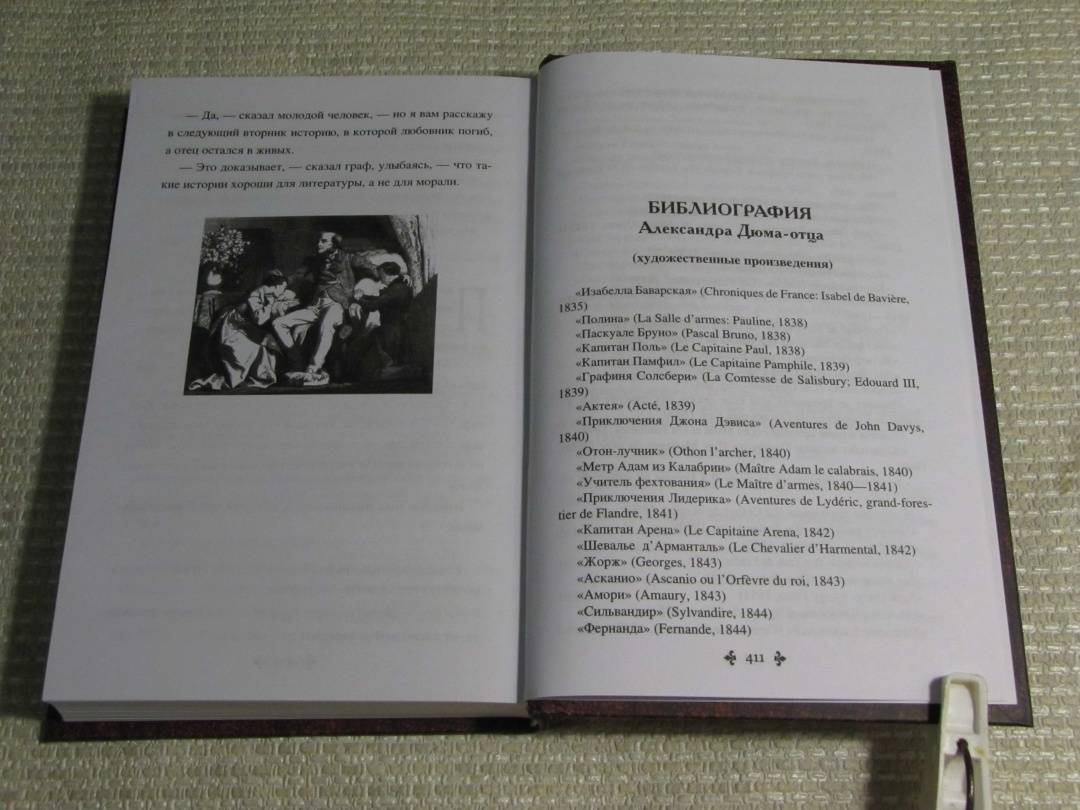 — Да, — сказал молодой человек, — но я вам расскажу
в следующий вторник историю, в которой любовник погиб,
а отец остался в живых.
— Это доказывает, — сказал граф, улыбаясь, — что та-
кие истории хороши для литературы, а не для морали.
БИБЛИОГРАФИЯ
Александра Дюма-отца
(художественные произведения)
«Изабелла Баварская» (Chroniques de France: Isabel de Bavière,
1835)
«Полина» (La Salle d’armes: Pauline, 1838)
«Паскуале Бруно» (Pascal Bruno, 1838)
«Капитан Поль» (Le Capitaine Paul, 1838)
«Капитан Памфил» (Le Capitaine Pamphile, 1839)
«Графиня Солсбери» (La Comtesse de Salisbury; Edouard III,
1839)
«Актея» (Acté, 1839)
«Приключения Джона Дэвиса» (Aventures de John Davys,
1840)
«Отон-лучник» (Othon l’archer, 1840)
«Метр Адам из Калабрии» (Maître Adam le calabrais, 1840)
«Учитель фехтования» (Le Maître d’armes, 1840—1841)
«Приключения Лидерика» (Aventures de Lydéric, grand-fores-
tier de Flandre, 1841)
«Капитан Арена» (Le Capitaine Arena, 1842)
«Шевалье д’Арманталь» (Le Chevalier d’Harmental, 1842)
«Жорж» (Georges, 1843)
«Асканио» (Ascanio ou l’Orfèvre du roi, 1843)
«Амори» (Amaury, 1843)
«Сильвандир» (Sylvandire, 1844)
«Фернанда» (Fernande, 1844)
411